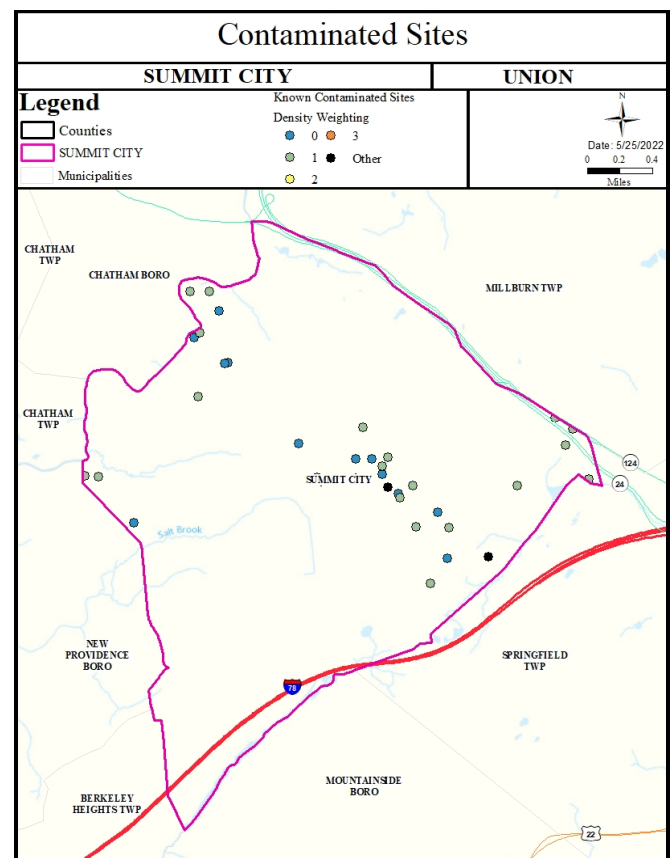 Contaminated Sites
SUMMIT CITY
UNION
Legend
Counties
SUMMIT CITY
Municipalities
Known Contaminated Sites
Density Weighting
0 3
1 Other
2
N
Date: 5/25/2022
0 0.2 0.4
Miles
CHATHAM
TWP
CHATHAM BORO
MILLBURN TWP
CHATHAM
TWP
124
24
SUMMIT CITY
Salt Brook
NEW
PROVIDENCE
BORO
SPRINGFIELD
TWP
78
MOUNTAINSIDE
BORO
BERKELEY
HEIGHTS TWP
22